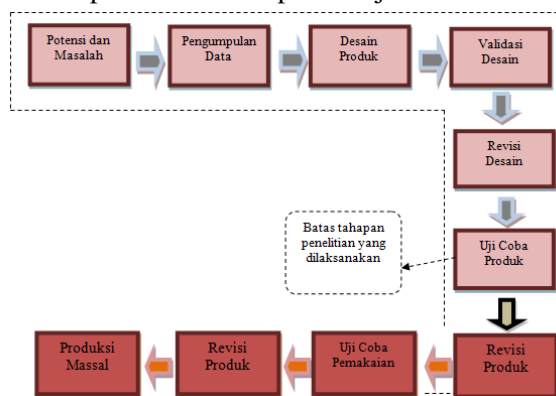 Potensi dan
Masalah
Pengumpulan
Data
Desain
Produk
Validasi
Desain
Revisi
Desain
Batas tahapan
penelitian yang
dilaksanakan
Uji Coba
Produk
Produksi
Massal
Revisi
Produk
Uji Coba
Pemakaian
Revisi
Produk